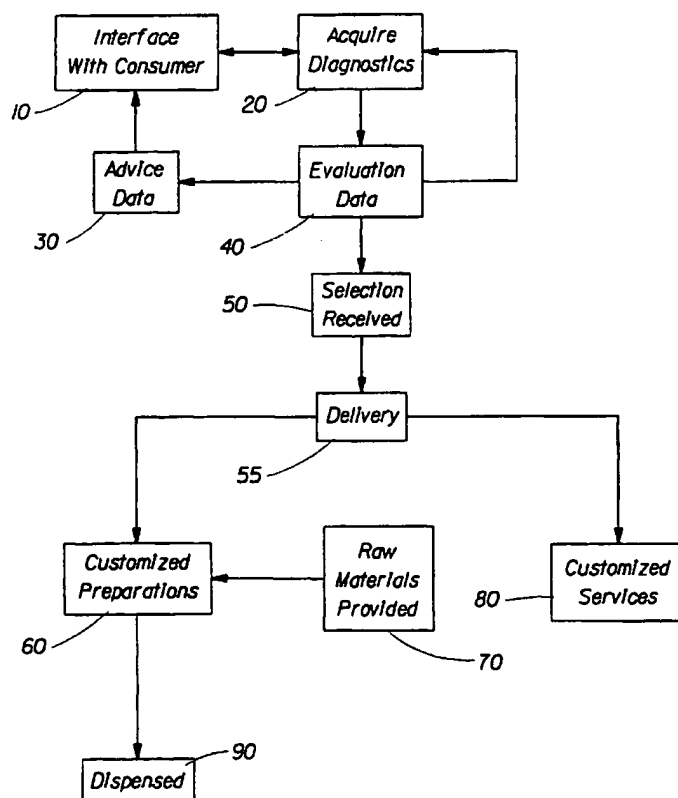 Interface
With Consumer
10
Acquire
Diagnostics
20
Advice
Data
30
Evaluation
Data
40
Selection
Received
50
Delivery
55
Customized
Preparations
60
Raw
Materials
Provided
70
Customized
Services
80
Dispensed
90